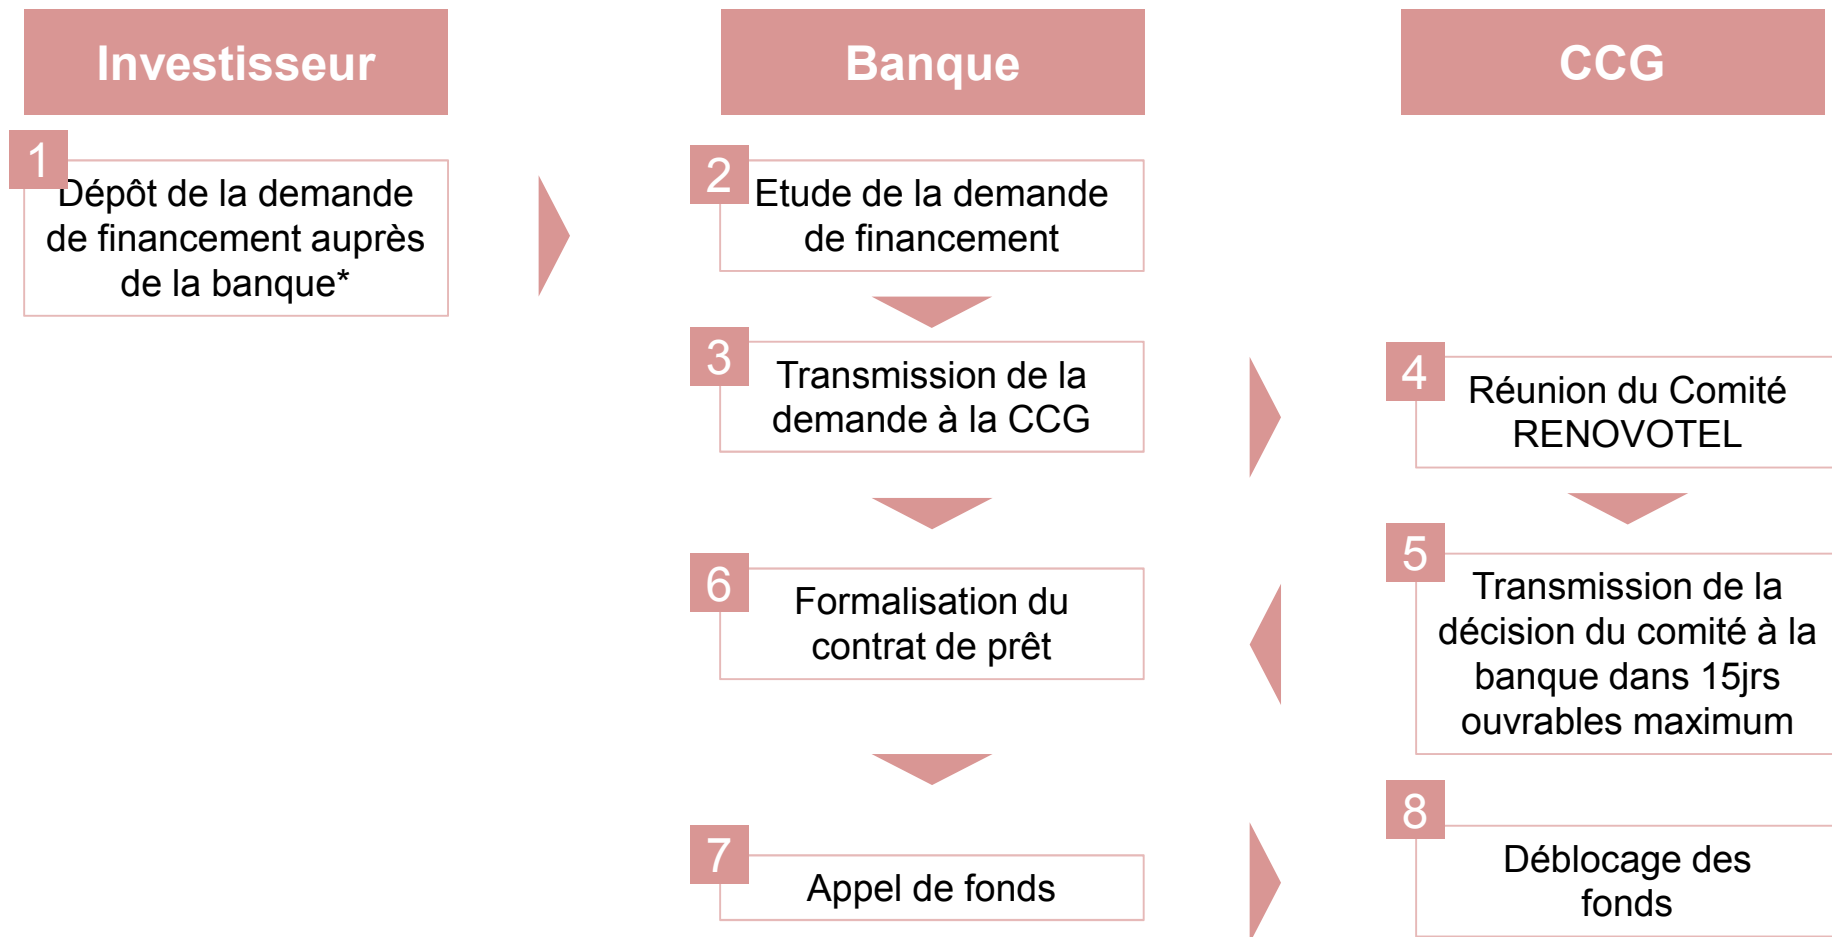 Investisseur
Banque
CCG
1
Dépôt de la demande
de financement auprès
de la banque*
2
Etude de la demande
de financement
3
Transmission de la
demande à la CCG
4
Réunion du Comité
RENOVOTEL
5
Transmission de la
décision du comité à la
banque dans 15jrs
ouvrables maximum
6
Formalisation du
contrat de prêt
7
Appel de fonds
8
Déblocage des
fonds